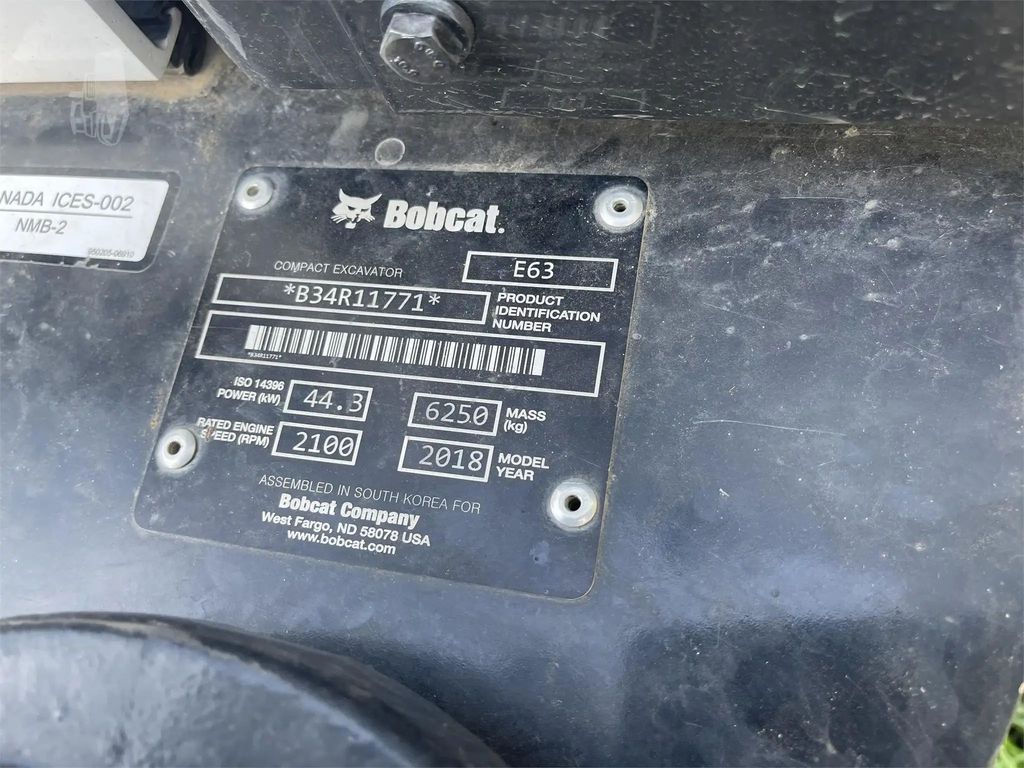 NADA ICES-002
NMB-2
Bobcat.
COMPACT EXCAVATOR
E63
*B34R11771*
PRODUCT
IDENTIFICATION
NUMBER
*B34R11771*
ISO 14396
POWER (kW)
44.3
6250
MASS
(kg)
RATED ENGINE
SPEED (RPM)
2100
2018
MODEL
YEAR
ASSEMBLED IN SOUTH KOREA FOR
Bobcat Company
West Fargo, ND 58078 USA
www.bobcat.com